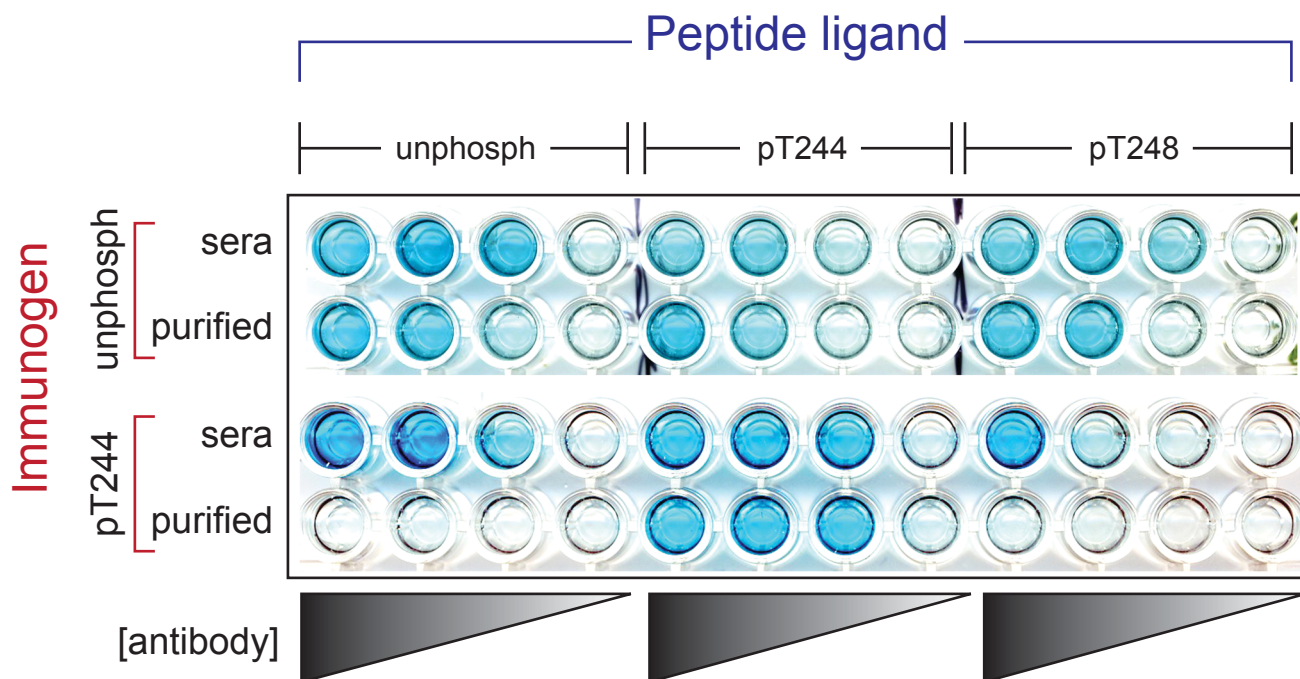 Peptide ligand
unphosph
pT244
pT248
Immunogen
unphosph
sera
purified
pT244
sera
purified
[antibody]